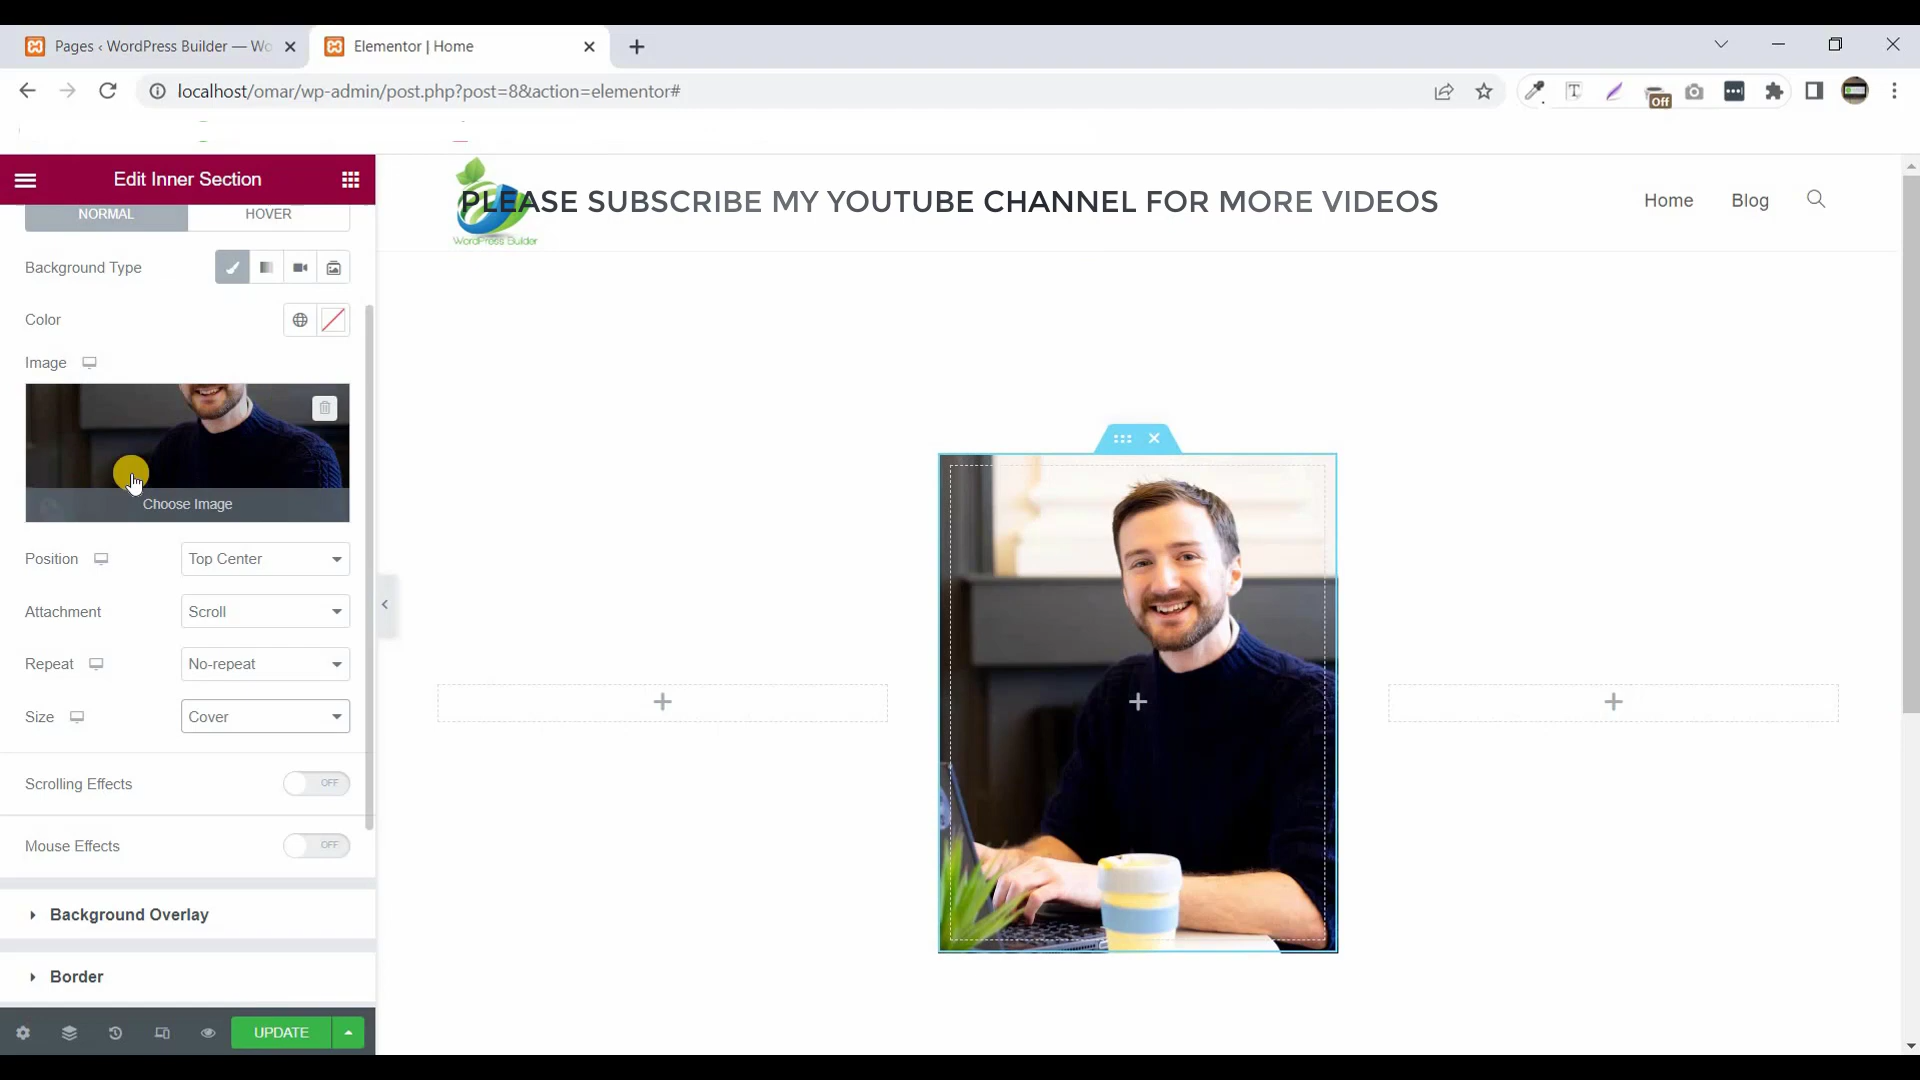 Pages ‹ WordPress Builder — Wo
Elementor | Home
localhost/omar/wp-admin/post.php?post=8&action=elementor#
Off
Edit Inner Section
NORMAL
HOVER
Background Type
Color
Image
Choose Image
Position
Top Center
Attachment
Scroll
Repeat
No-repeat
Size
Cover
Scrolling Effects
OFF
Mouse Effects
OFF
Background Overlay
Border
UPDATE
PLEASE SUBSCRIBE MY YOUTUBE CHANNEL FOR MORE VIDEOS
WordPress Builder
Home
Blog